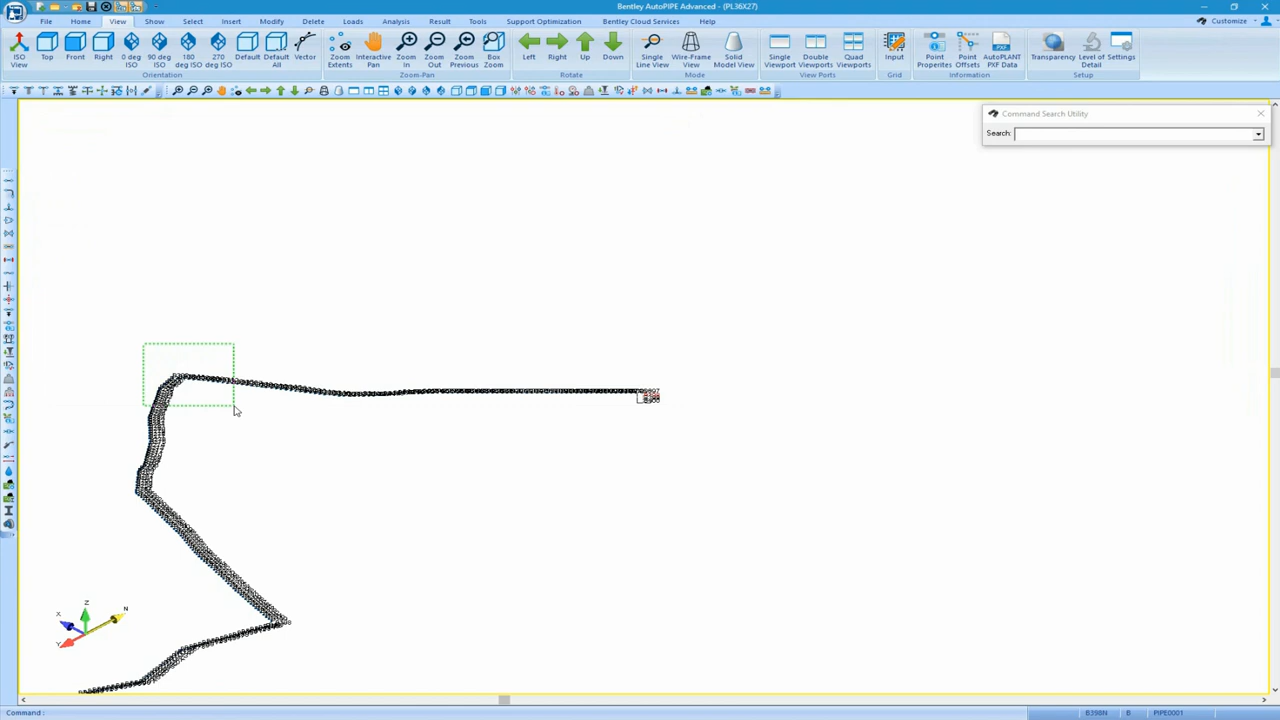 Bentley AutoPIPE Advanced - (PL36X27)
File Home View Show Select Insert Modify Delete Loads Analysis Result Tools Support Optimization Bentley Cloud Services Help Customize
ISO View Top Front Right 0 deg ISO 90 deg ISO 180 deg ISO 270 deg ISO Default Default All Vector Zoom Extents Interactive Pan Zoom In Zoom Out Zoom Previous Box Zoom Left Right Up Down Single Line View Wire-Frame View Solid Model View Single Viewport Double Viewports Quad Viewports Input Point Properties Point Offsets AutoPLANT PXF Data Transparency Level of Detail Settings
Orientation Zoom-Pan Rotate Mode View Ports Grid Information Setup
Command Search Utility
Search:
Z
X
N
Y
Command : B398N B PIPE0001